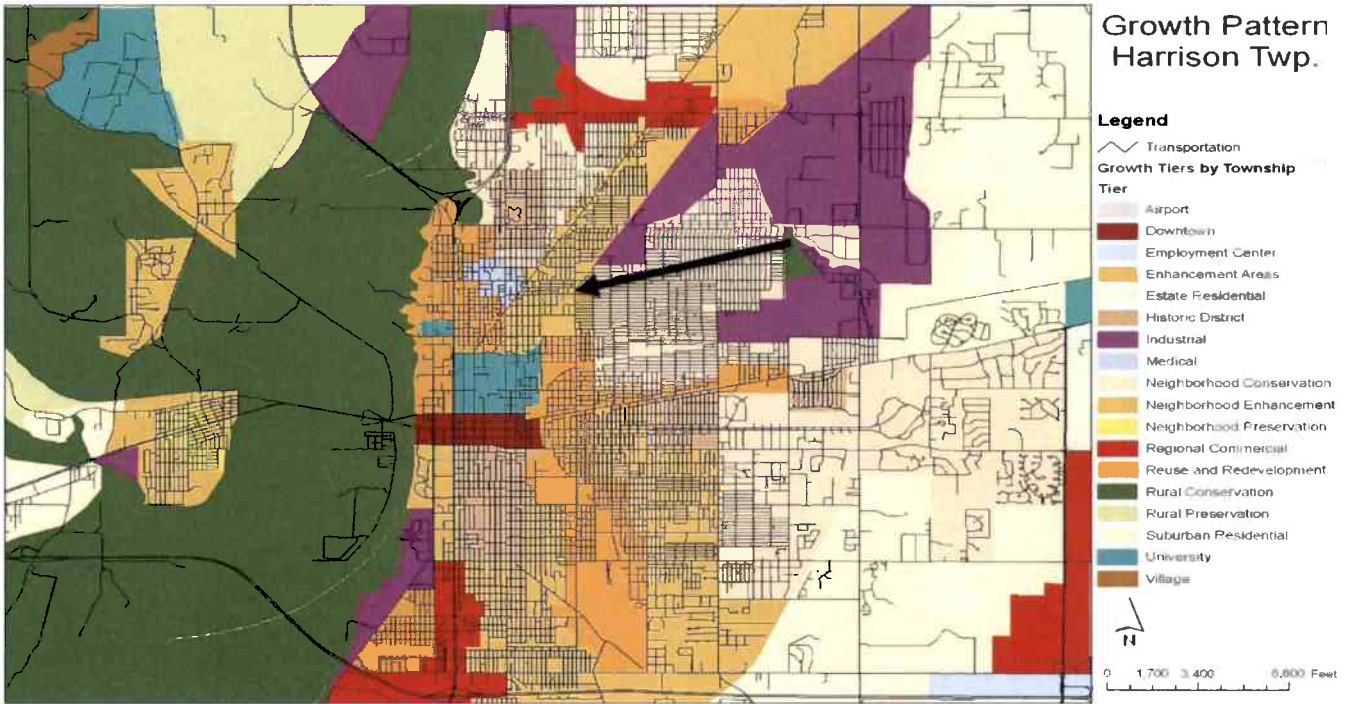 Growth Pattern
Harrison Twp.
Legend
Transportation
Growth Tiers by Township
Tier
Airport
Downtown
Employment Center
Enhancement Areas
Estate Residential
Historic District
Industrial
Medical
Neighborhood Conservation
Neighborhood Enhancement
Neighborhood Preservation
Regional Commercial
Reuse and Redevelopment
Rural Conservation
Rural Preservation
Suburban Residential
University
Village
N
0 1,700 3,400 6,800 Feet